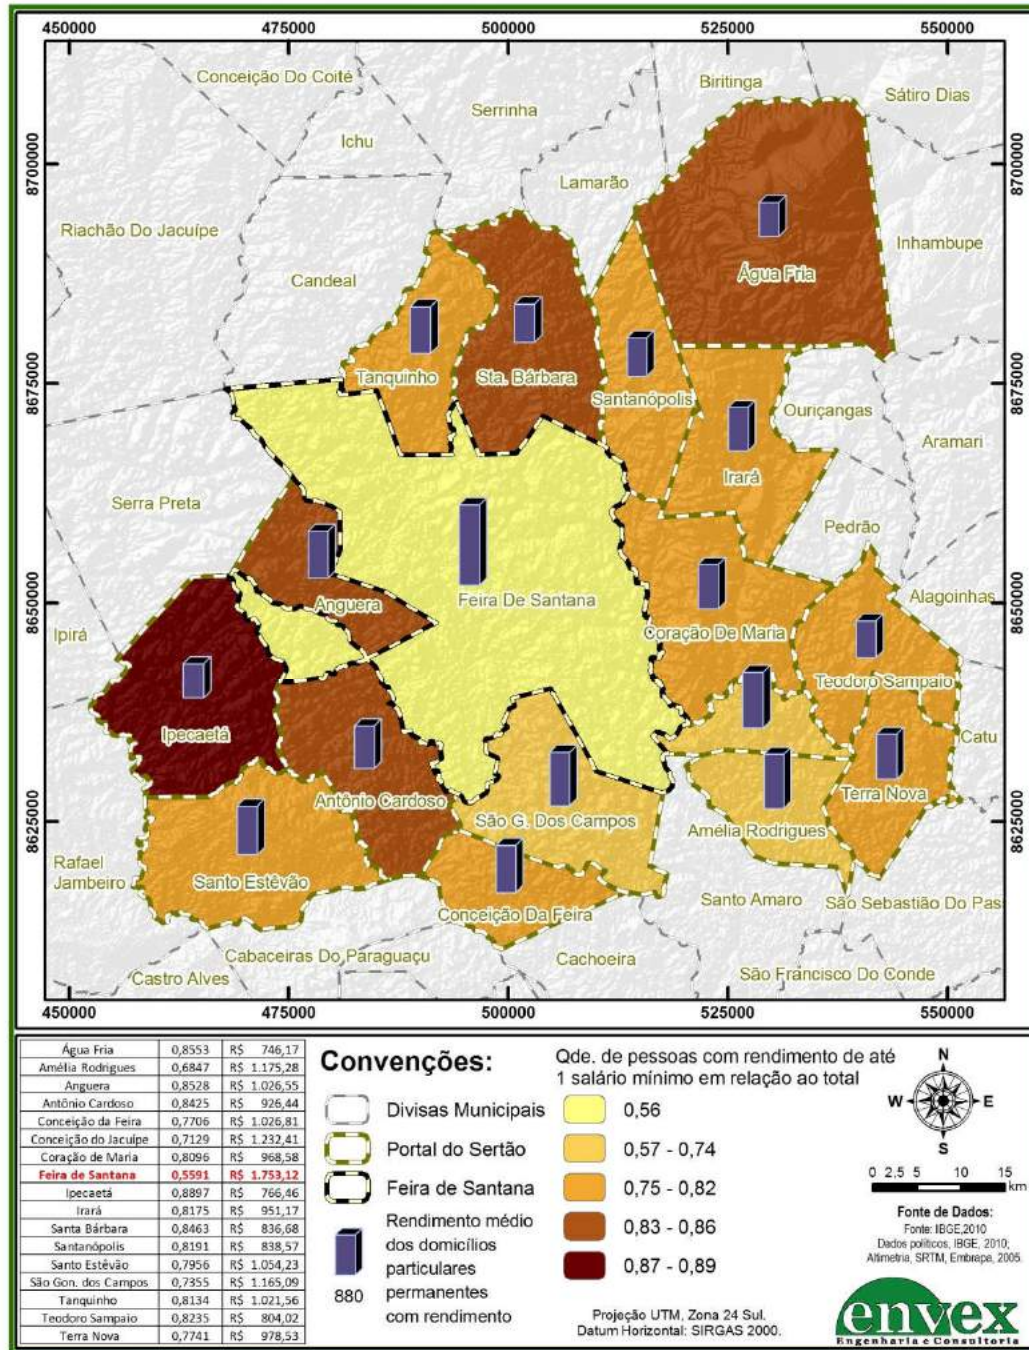 450000 475000 500000 525000 550000
Conceição Do Coité
Biritinga
Sátiro Dias
Serrinha
Ichu
8700000 8700000
Lamarão
Riachão Do Jacuípe
Inhambupe
Candeal
Água Fria
Tanquinho
Sta. Bárbara
8675000 8675000
Santanópolis
Ouriçangas
Aramari
Irará
Serra Preta
Pedrão
8650000 8650000
Anguera
Feira De Santana
Alagoinhas
Ipirá
Coração De Maria
Teodoro Sampaio
Ipecaetá
Catu
Antônio Cardoso
Terra Nova
São G. Dos Campos
8625000 8625000
Amélia Rodrigues
Rafael
Jambeiro
Santo Estêvão
Santo Amaro
São Sebastião Do Pas
Conceição Da Feira
Cabaceiras Do Paraguaçu
Cachoeira
Castro Alves
São Francisco Do Conde
450000 475000 500000 525000 550000
Água Fria 0,8553 R$ 746,17
Amélia Rodrigues 0,6847 R$ 1.175,28
Anguera 0,8528 R$ 1.026,55
Antônio Cardoso 0,8425 R$ 926,44
Conceição da Feira 0,7706 R$ 1.026,81
Conceição do Jacuípe 0,7129 R$ 1.232,41
Coração de Maria 0,8096 R$ 968,58
Feira de Santana 0,5591 R$ 1.753,12
Ipecaetá 0,8897 R$ 766,46
Irará 0,8175 R$ 951,17
Santa Bárbara 0,8463 R$ 836,68
Santanópolis 0,8191 R$ 838,57
Santo Estêvão 0,7956 R$ 1.054,23
São Gon. dos Campos 0,7355 R$ 1.165,09
Tanquinho 0,8134 R$ 1.021,56
Teodoro Sampaio 0,8235 R$ 804,02
Terra Nova 0,7741 R$ 978,53
Convenções:
Divisas Municipais
Portal do Sertão
Feira de Santana
Rendimento médio
dos domicílios
particulares
permanentes
com rendimento
880
Qde. de pessoas com rendimento de até
1 salário mínimo em relação ao total
0,56
0,57 - 0,74
0,75 - 0,82
0,83 - 0,86
0,87 - 0,89
Projeção UTM, Zona 24 Sul.
Datum Horizontal: SIRGAS 2000.
N
W E
S
0 2,5 5 10 15
km
Fonte de Dados:
Fonte: IBGE,2010
Dados políticos, IBGE, 2010;
Altimetria, SRTM, Embrapa, 2005.
envex
Engenharia e Consultoria